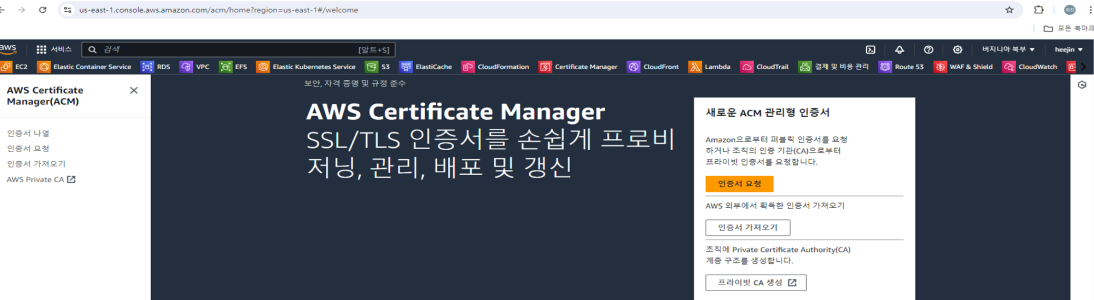 us-east-1.console.aws.amazon.com/acm/home?region=us-east-1#/welcome
모든 북마크
aws 서비스 검색 [알트+S] 버지니아 북부 ▼ heejin ▼
EC2 Elastic Container Service RDS VPC EFS Elastic Kubernetes Service S3 ElastiCache CloudFormation Certificate Manager CloudFront Lambda CloudTrail 결제 및 비용 관리 Route 53 WAF & Shield CloudWatch
AWS Certificate
Manager(ACM)
인증서 나열
인증서 요청
인증서 가져오기
AWS Private CA
보안, 자격 증명 및 규정 준수
AWS Certificate Manager
SSL/TLS 인증서를 손쉽게 프로비
저닝, 관리, 배포 및 갱신
새로운 ACM 관리형 인증서
Amazon으로부터 퍼블릭 인증서를 요청
하거나 조직의 인증 기관(CA)으로부터
프라이빗 인증서를 요청합니다.
인증서 요청
AWS 외부에서 획득한 인증서 가져오기
인증서 가져오기
조직에 Private Certificate Authority(CA)
계층 구조를 생성합니다.
프라이빗 CA 생성